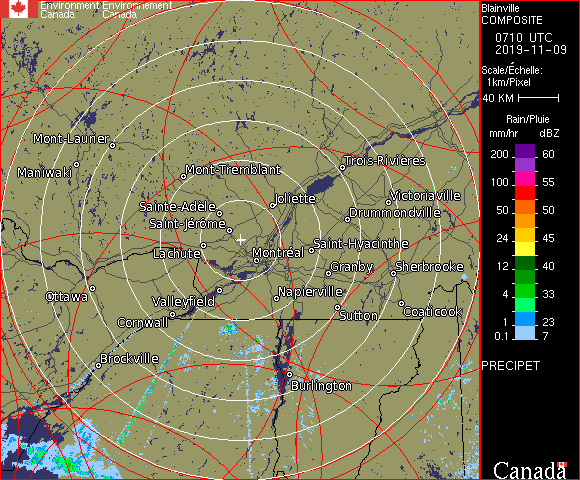 Environment Environnement
Canada Canada
Blainville
COMPOSITE
0710 UTC
2019-11-09
Scale/Échelle:
1km/Pixel
40 KM
Rain/Pluie
mm/hr dBZ
200 60
100 55
50 50
24 45
12 40
4 33
1 23
0.1 7
PRECIPET
Canada
Mont-Laurier
Maniwaki
Mont-Tremblant
Trois-Rivières
Joliette
Victoriaville
Sainte-Adèle
Drummondville
Saint-Jérôme
Saint-Hyacinthe
Lachute
Montréal
Granby
Sherbrooke
Ottawa
Valleyfield
Napierville
Cornwall
Sutton
Coaticook
Brockville
Burlington